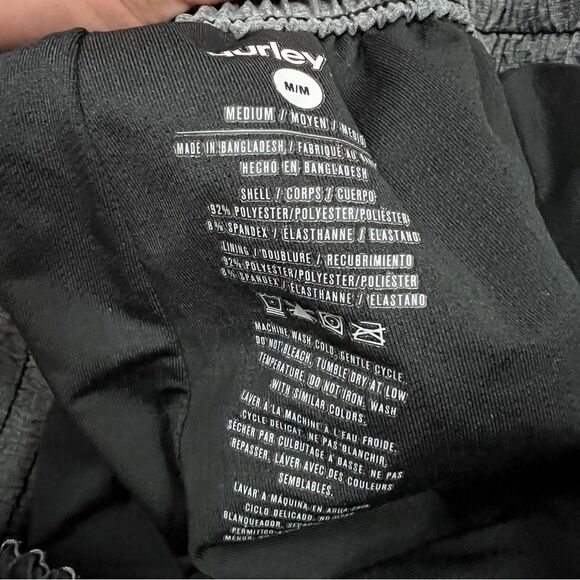 Hurley
M/M
MEDIUM / MOYEN / MEDIO
MADE IN BANGLADESH / FABRIQUÉ AU
HECHO EN BANGLADESH
SHELL / CORPS / CUERPO
92% POLYESTER/POLYESTER/POLIÉSTER
8% SPANDEX / ÉLASTHANNE / ELASTANO
LINING / DOUBLURE / RECUBRIMIENTO
92% POLYESTER/POLYESTER/POLIÉSTER
8% SPANDEX / ÉLASTHANNE / ELASTANO
MACHINE WASH COLD, GENTLE CYCLE.
DO NOT BLEACH, TUMBLE DRY AT LOW
TEMPERATURE, DO NOT IRON. WASH
WITH SIMILAR COLORS.
LAVER À LA MACHINE À L'EAU FROIDE,
CYCLE DÉLICAT. NE PAS BLANCHIR,
SÉCHER PAR CULBUTAGE À BASSE, NE PAS
REPASSER, LAVER AVEC DES COULEURS
SEMBLABLES.
LAVAR A MÁQUINA EN AGUA FRÍA
CICLO DELICADO, NO
BLANQUEADOR,